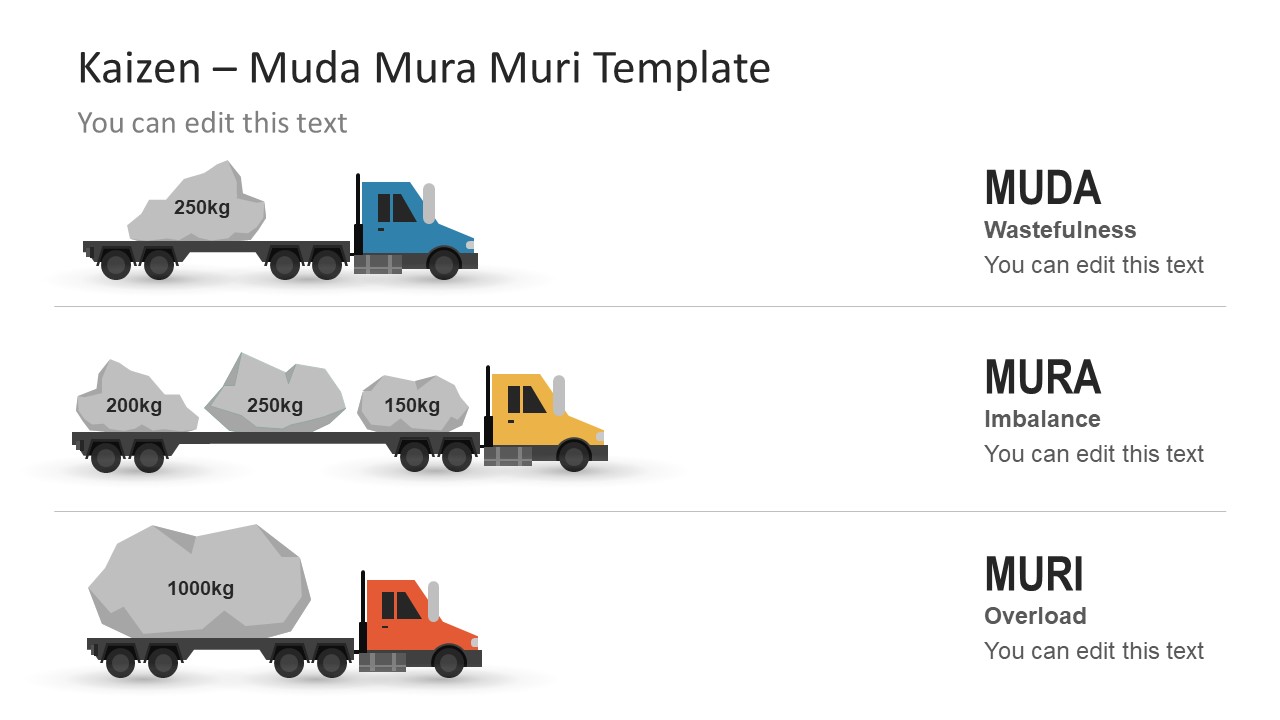 Kaizen – Muda Mura Muri Template
You can edit this text
250kg
MUDA
Wastefulness
You can edit this text
200kg
250kg
150kg
MURA
Imbalance
You can edit this text
1000kg
MURI
Overload
You can edit this text